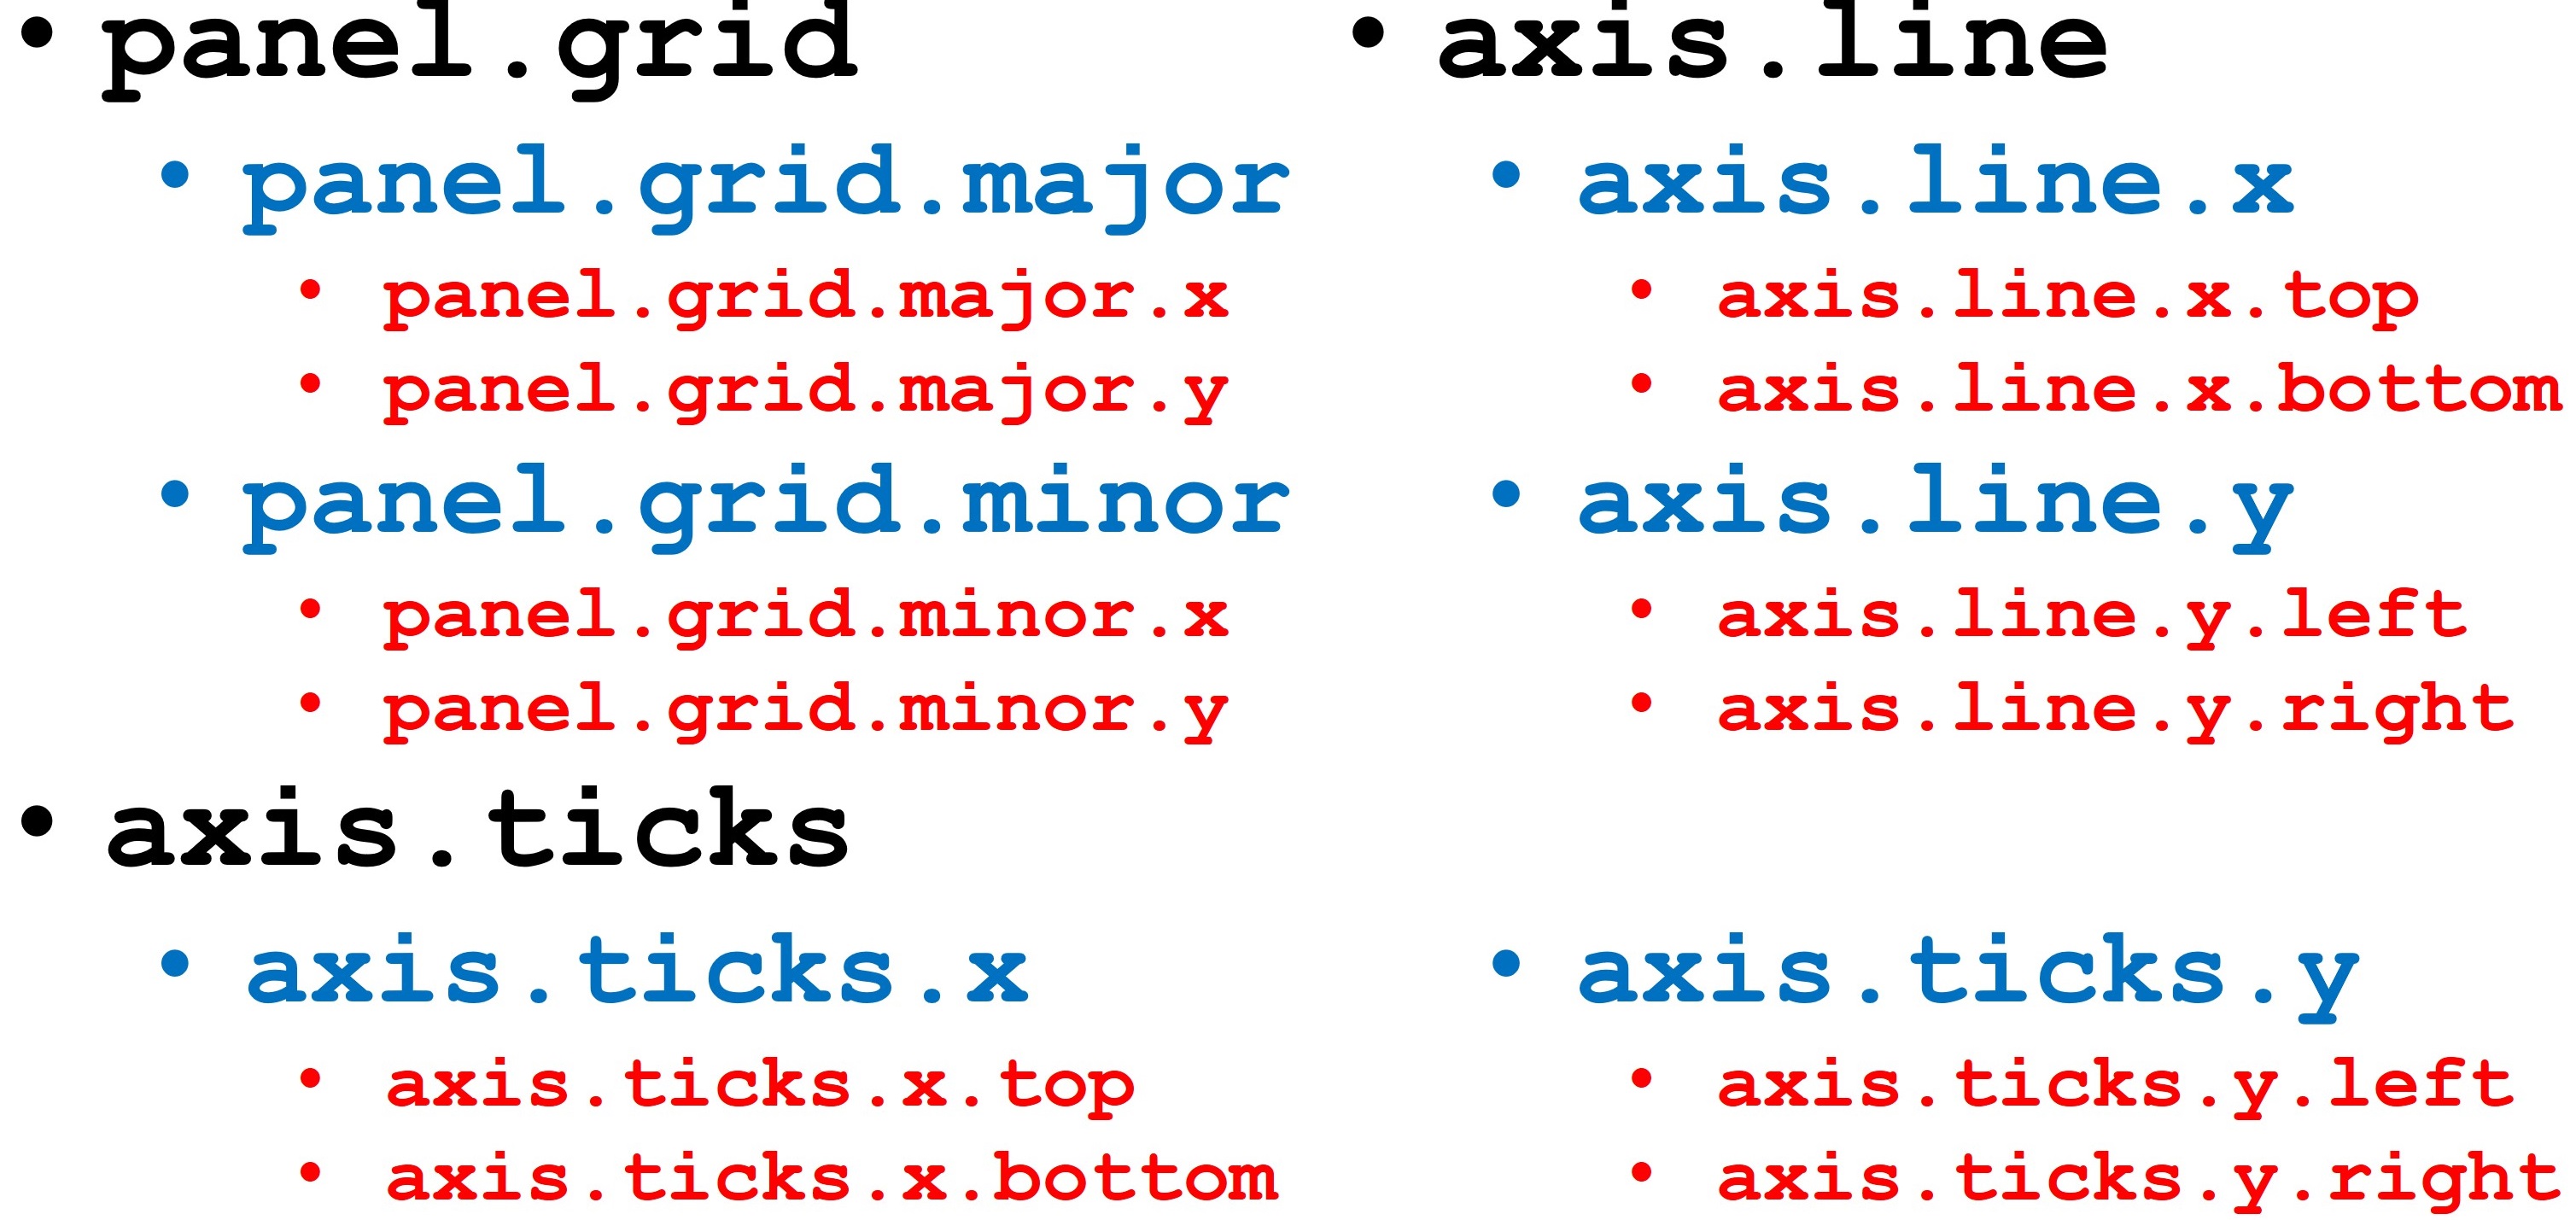 • panel.grid
• panel.grid.major
• panel.grid.major.x
• panel.grid.major.y
• panel.grid.minor
• panel.grid.minor.x
• panel.grid.minor.y
• axis.line
• axis.line.x
• axis.line.x.top
• axis.line.x.bottom
• axis.line.y
• axis.line.y.left
• axis.line.y.right
• axis.ticks
• axis.ticks.x
• axis.ticks.x.top
• axis.ticks.x.bottom
• axis.ticks.y
• axis.ticks.y.left
• axis.ticks.y.right